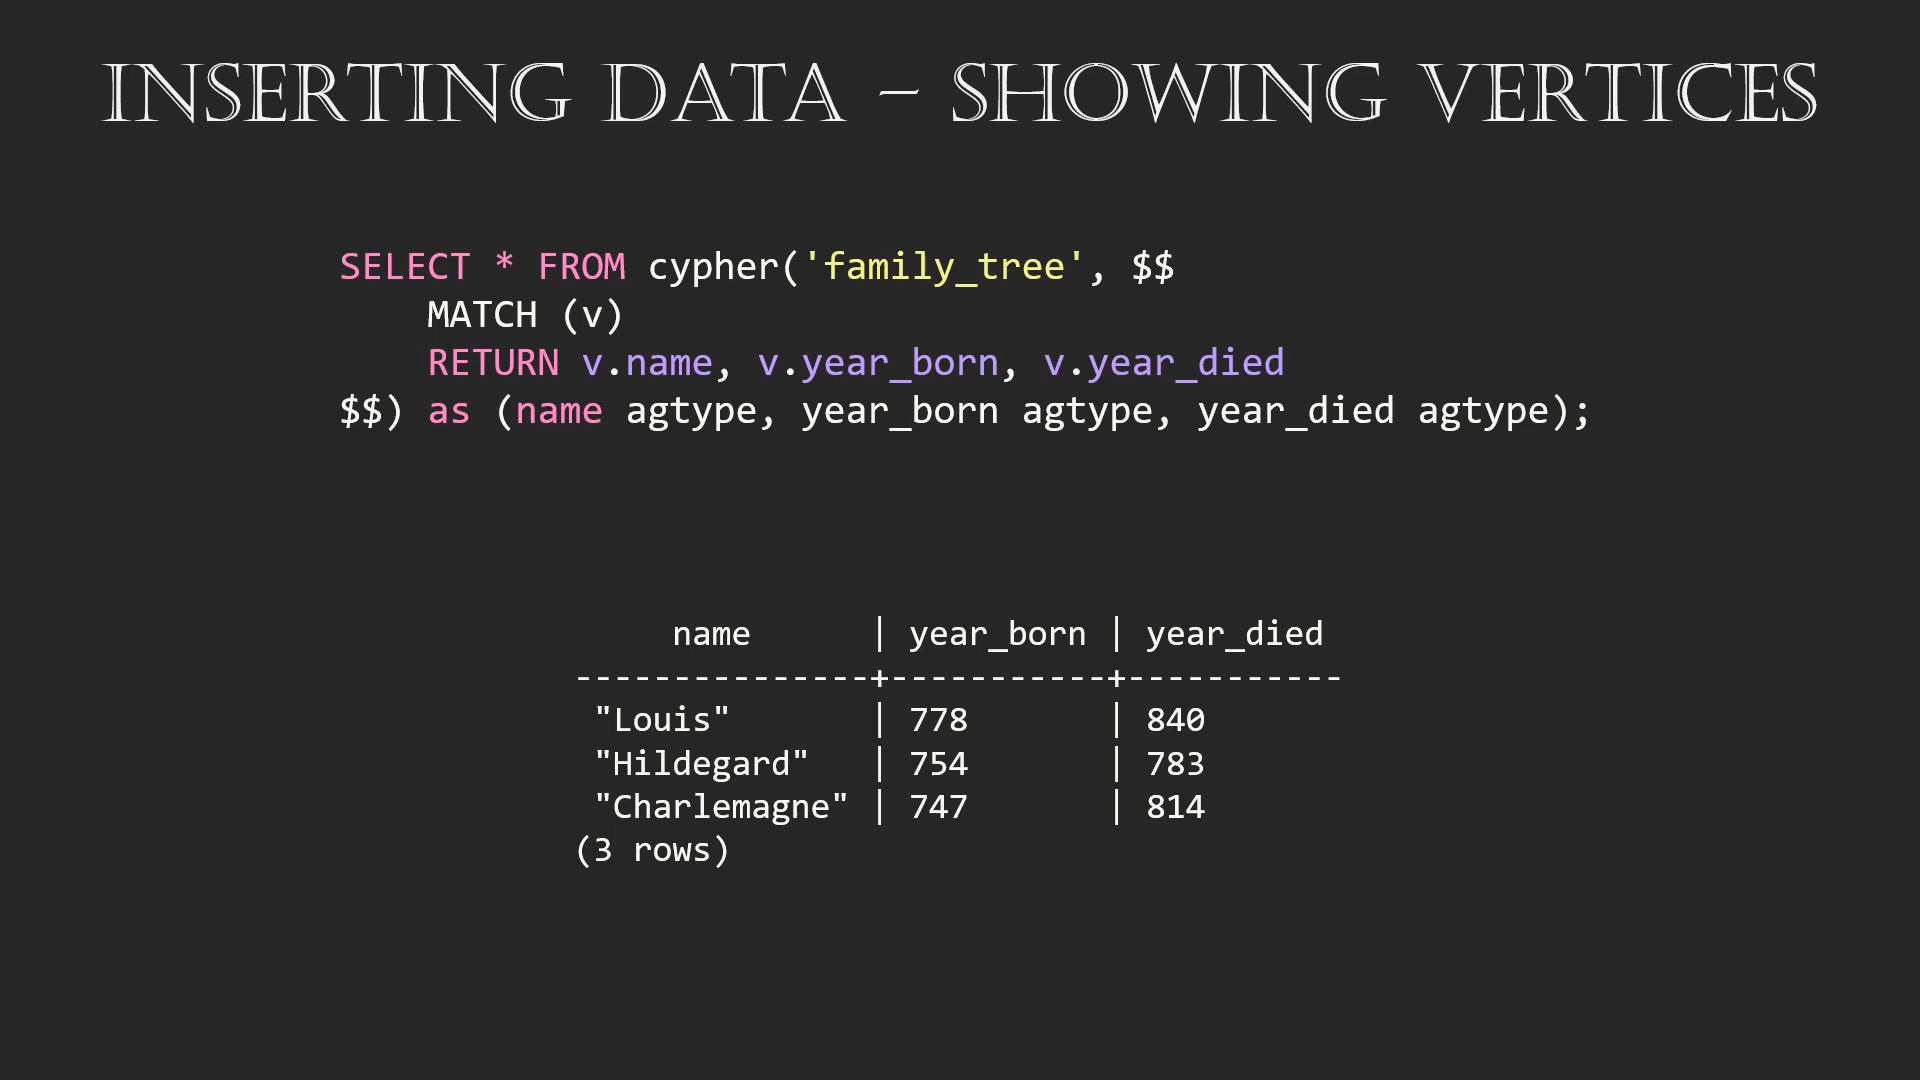 INSERTING DATA – SHOWING VERTICES
SELECT * FROM cypher('family_tree', $$
    MATCH (v)
    RETURN v.name, v.year_born, v.year_died
$$) as (name agtype, year_born agtype, year_died agtype);
     name      | year_born | year_died
---------------+-----------+-----------
 "Louis"       | 778       | 840
 "Hildegard"   | 754       | 783
 "Charlemagne" | 747       | 814
(3 rows)